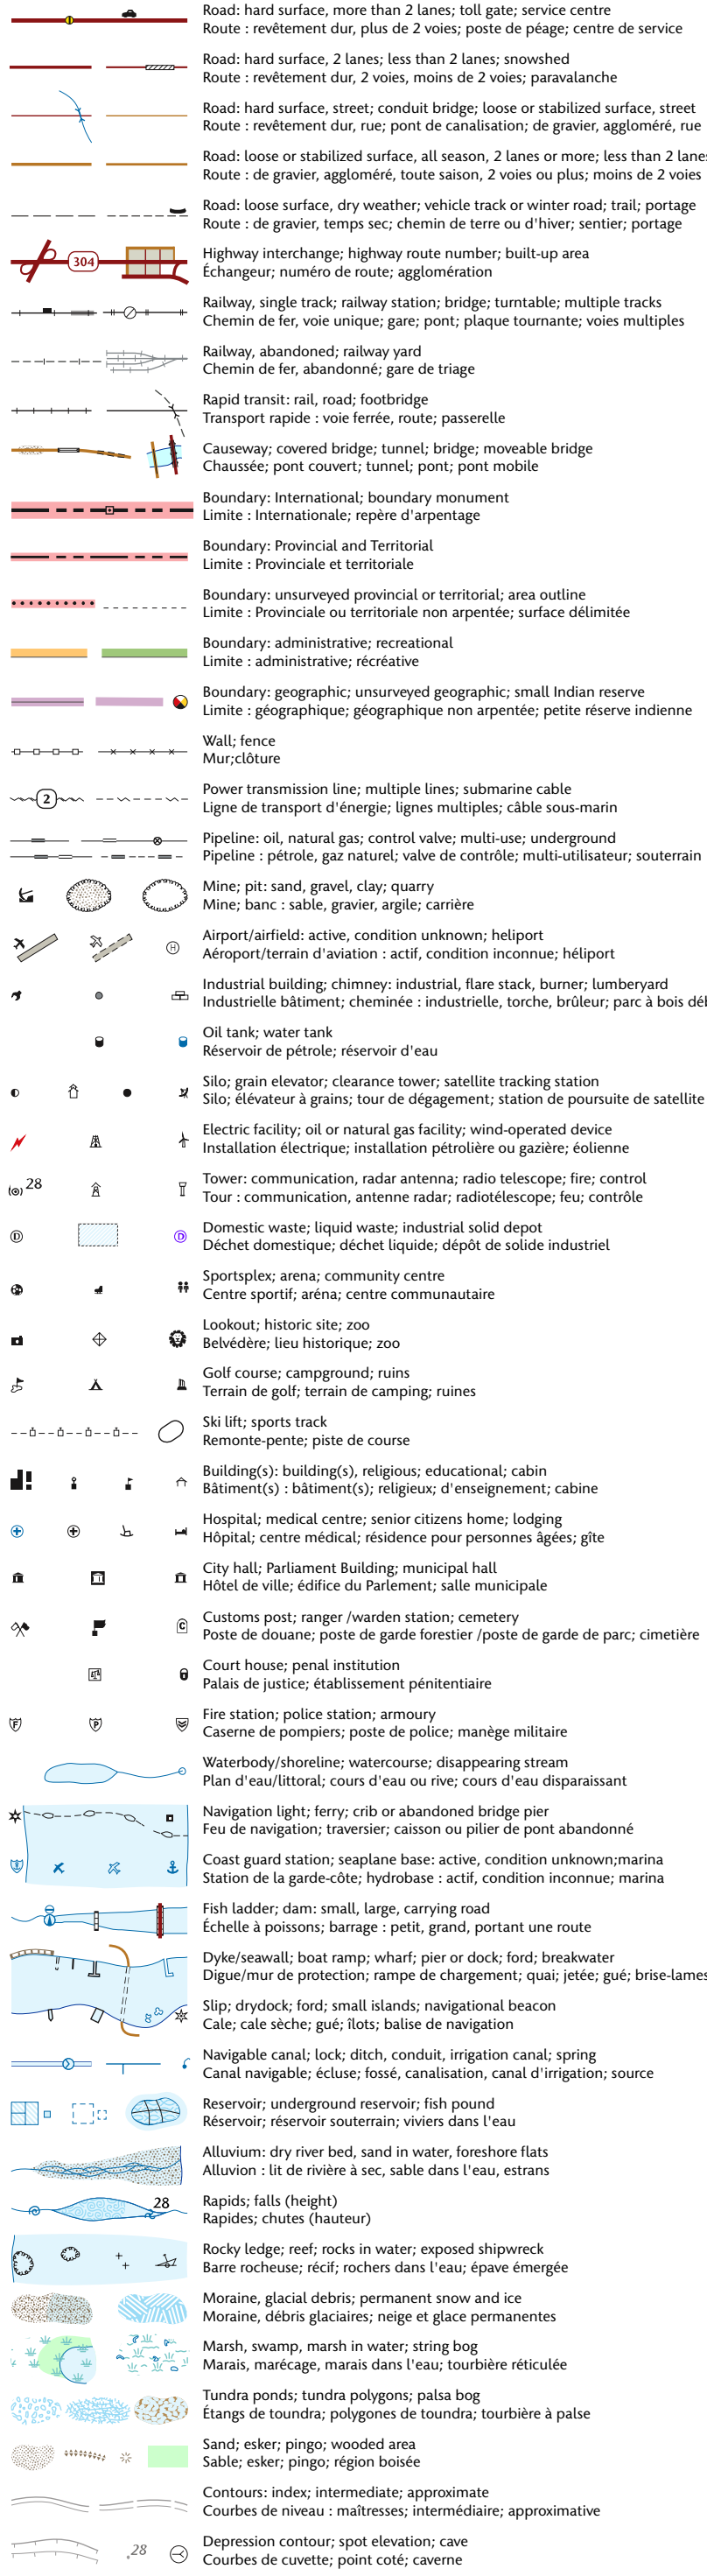 Road: hard surface, more than 2 lanes; toll gate; service centre
Route : revêtement dur, plus de 2 voies; poste de péage; centre de service
Road: hard surface, 2 lanes; less than 2 lanes; snowshed
Route : revêtement dur, 2 voies, moins de 2 voies; paravalanche
Road: hard surface, street; conduit bridge; loose or stabilized surface, street
Route : revêtement dur, rue; pont de canalisation; de gravier, aggloméré, rue
Road: loose or stabilized surface, all season, 2 lanes or more; less than 2 lanes
Route : de gravier, aggloméré, toute saison, 2 voies ou plus; moins de 2 voies
Road: loose surface, dry weather; vehicle track or winter road; trail; portage
Route : de gravier, temps sec; chemin de terre ou d'hiver; sentier; portage
304
Highway interchange; highway route number; built-up area
Échangeur; numéro de route; agglomération
Railway, single track; railway station; bridge; turntable; multiple tracks
Chemin de fer, voie unique; gare; pont; plaque tournante; voies multiples
Railway, abandoned; railway yard
Chemin de fer, abandonné; gare de triage
Rapid transit: rail, road; footbridge
Transport rapide : voie ferrée, route; passerelle
Causeway; covered bridge; tunnel; bridge; moveable bridge
Chaussée; pont couvert; tunnel; pont; pont mobile
Boundary: International; boundary monument
Limite : Internationale; repère d'arpentage
Boundary: Provincial and Territorial
Limite : Provinciale et territoriale
Boundary: unsurveyed provincial or territorial; area outline
Limite : Provinciale ou territoriale non arpentée; surface délimitée
Boundary: administrative; recreational
Limite : administrative; récréative
Boundary: geographic; unsurveyed geographic; small Indian reserve
Limite : géographique; géographique non arpentée; petite réserve indienne
Wall; fence
Mur;clôture
2
Power transmission line; multiple lines; submarine cable
Ligne de transport d'énergie; lignes multiples; câble sous-marin
Pipeline: oil, natural gas; control valve; multi-use; underground
Pipeline : pétrole, gaz naturel; valve de contrôle; multi-utilisateur; souterrain
Mine; pit: sand, gravel, clay; quarry
Mine; banc : sable, gravier, argile; carrière
H
Airport/airfield: active, condition unknown; heliport
Aéroport/terrain d'aviation : actif, condition inconnue; héliport
Industrial building; chimney: industrial, flare stack, burner; lumberyard
Industrielle bâtiment; cheminée : industrielle, torche, brûleur; parc à bois dé
Oil tank; water tank
Réservoir de pétrole; réservoir d'eau
Silo; grain elevator; clearance tower; satellite tracking station
Silo; élévateur à grains; tour de dégagement; station de poursuite de satellite
Electric facility; oil or natural gas facility; wind-operated device
Installation électrique; installation pétrolière ou gazière; éolienne
28
Tower: communication, radar antenna; radio telescope; fire; control
Tour : communication, antenne radar; radiotélescope; feu; contrôle
D D
Domestic waste; liquid waste; industrial solid depot
Déchet domestique; déchet liquide; dépôt de solide industriel
Sportsplex; arena; community centre
Centre sportif; aréna; centre communautaire
Lookout; historic site; zoo
Belvédère; lieu historique; zoo
Golf course; campground; ruins
Terrain de golf; terrain de camping; ruines
Ski lift; sports track
Remonte-pente; piste de course
Building(s): building(s), religious; educational; cabin
Bâtiment(s) : bâtiment(s); religieux; d'enseignement; cabine
Hospital; medical centre; senior citizens home; lodging
Hôpital; centre médical; résidence pour personnes âgées; gîte
City hall; Parliament Building; municipal hall
Hôtel de ville; édifice du Parlement; salle municipale
C
Customs post; ranger /warden station; cemetery
Poste de douane; poste de garde forestier /poste de garde de parc; cimetière
Court house; penal institution
Palais de justice; établissement pénitentiaire
F P
Fire station; police station; armoury
Caserne de pompiers; poste de police; manège militaire
Waterbody/shoreline; watercourse; disappearing stream
Plan d'eau/littoral; cours d'eau ou rive; cours d'eau disparaissant
Navigation light; ferry; crib or abandoned bridge pier
Feu de navigation; traversier; caisson ou pilier de pont abandonné
Coast guard station; seaplane base: active, condition unknown;marina
Station de la garde-côte; hydrobase : actif, condition inconnue; marina
Fish ladder; dam: small, large, carrying road
Échelle à poissons; barrage : petit, grand, portant une route
Dyke/seawall; boat ramp; wharf; pier or dock; ford; breakwater
Digue/mur de protection; rampe de chargement; quai; jetée; gué; brise-lames
Slip; drydock; ford; small islands; navigational beacon
Cale; cale sèche; gué; îlots; balise de navigation
Navigable canal; lock; ditch, conduit, irrigation canal; spring
Canal navigable; écluse; fossé, canalisation, canal d'irrigation; source
Reservoir; underground reservoir; fish pound
Réservoir; réservoir souterrain; viviers dans l'eau
Alluvium: dry river bed, sand in water, foreshore flats
Alluvion : lit de rivière à sec, sable dans l'eau, estrans
28
Rapids; falls (height)
Rapides; chutes (hauteur)
Rocky ledge; reef; rocks in water; exposed shipwreck
Barre rocheuse; récif; rochers dans l'eau; épave émergée
Moraine, glacial debris; permanent snow and ice
Moraine, débris glaciaires; neige et glace permanentes
Marsh, swamp, marsh in water; string bog
Marais, marécage, marais dans l'eau; tourbière réticulée
Tundra ponds; tundra polygons; palsa bog
Étangs de toundra; polygones de toundra; tourbière à palse
Sand; esker; pingo; wooded area
Sable; esker; pingo; région boisée
Contours: index; intermediate; approximate
Courbes de niveau : maîtresses; intermédiaire; approximative
.28
Depression contour; spot elevation; cave
Courbes de cuvette; point coté; caverne